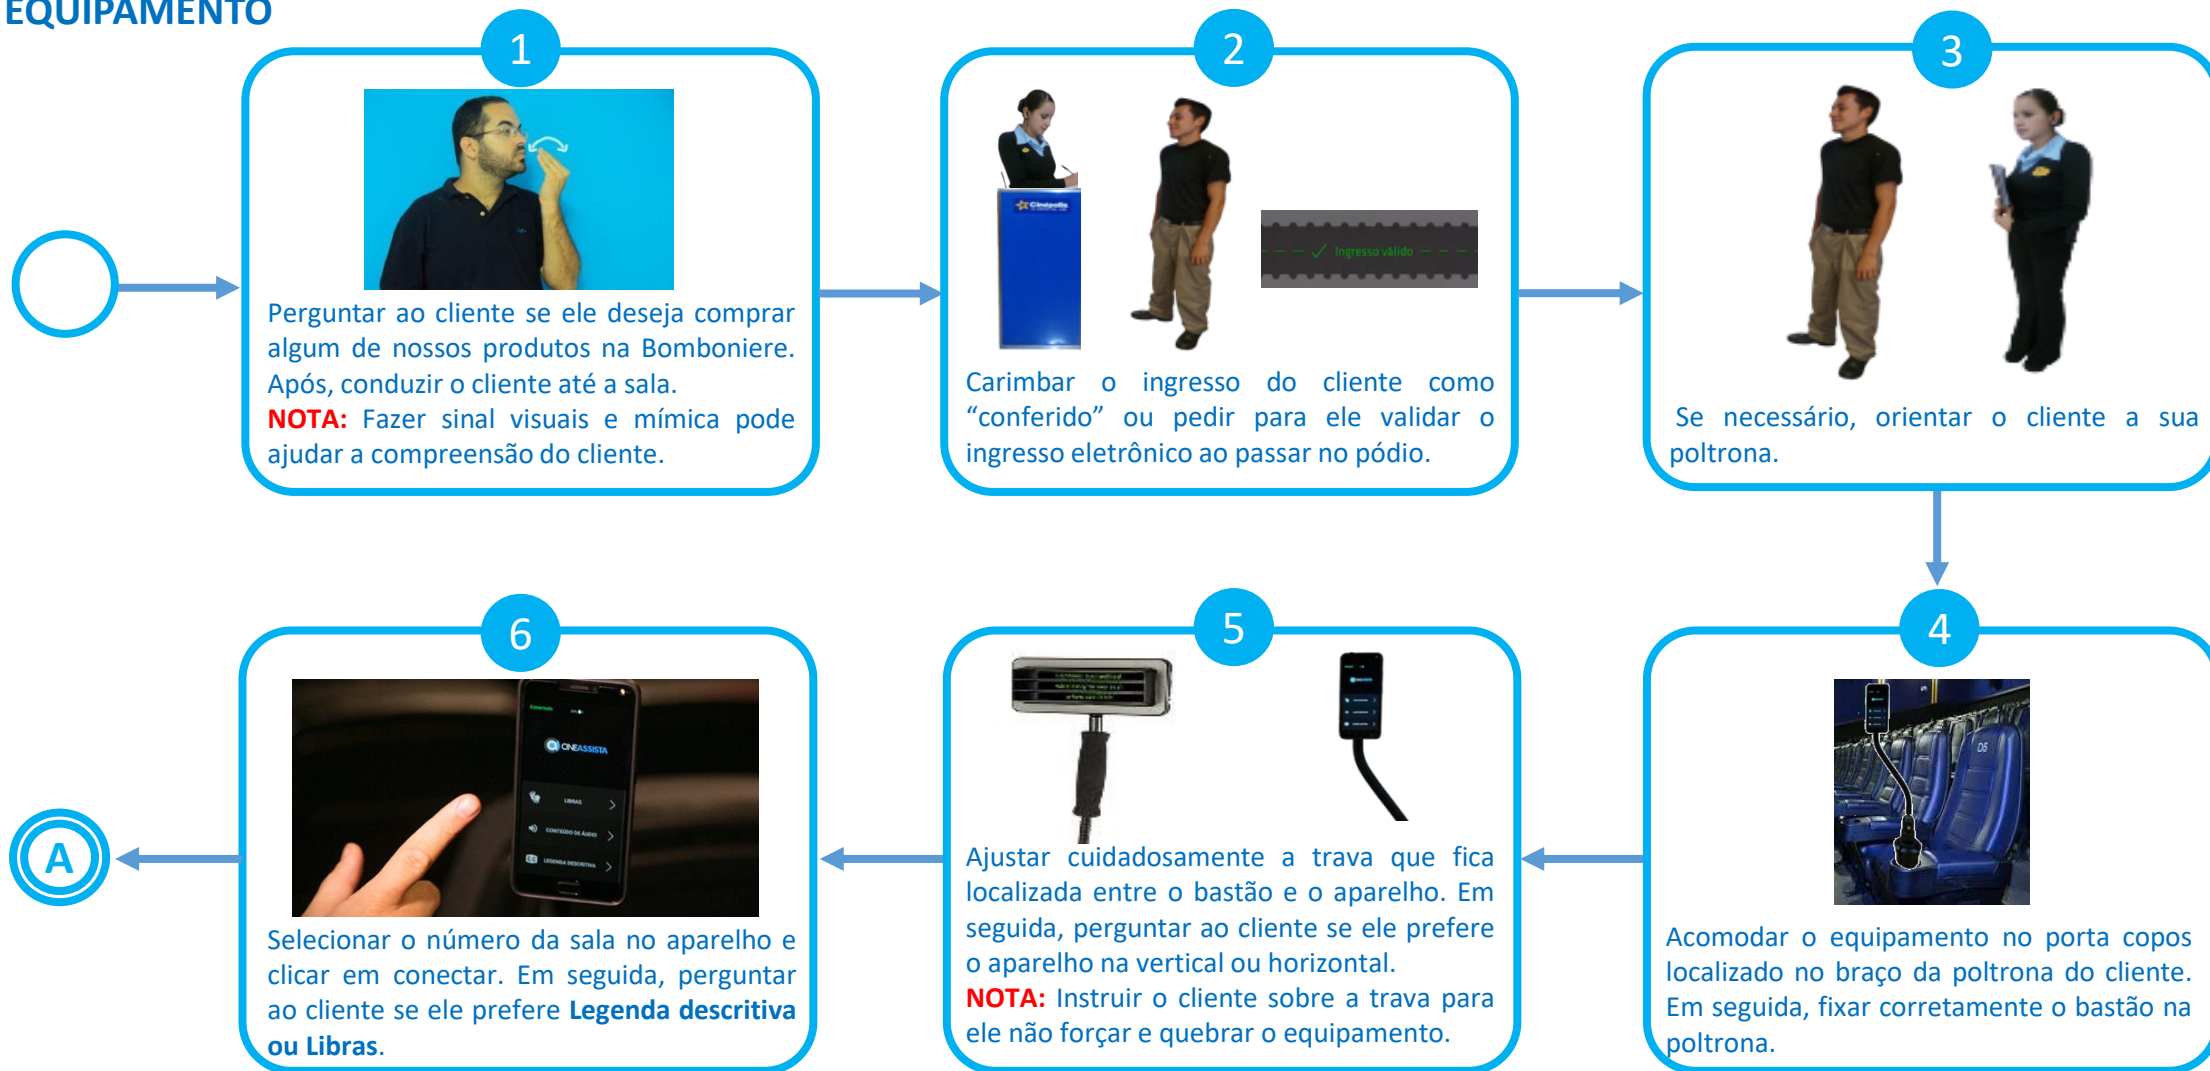 EQUIPAMENTO
1
Perguntar ao cliente se ele deseja comprar
algum de nossos produtos na Bomboniere.
Após, conduzir o cliente até a sala.
NOTA: Fazer sinal visuais e mímica pode
ajudar a compreensão do cliente.
2
Cinépolis
Ingresso válido
Carimbar o ingresso do cliente como
“conferido” ou pedir para ele validar o
ingresso eletrônico ao passar no pódio.
3
Se necessário, orientar o cliente a sua
poltrona.
4
D5
Acomodar o equipamento no porta copos
localizado no braço da poltrona do cliente.
Em seguida, fixar corretamente o bastão na
poltrona.
5
Ajustar cuidadosamente a trava que fica
localizada entre o bastão e o aparelho. Em
seguida, perguntar ao cliente se ele prefere
o aparelho na vertical ou horizontal.
NOTA: Instruir o cliente sobre a trava para
ele não forçar e quebrar o equipamento.
6
Conectado
CINEASSISTA
LIBRAS
CONTEÚDO DE ÁUDIO
CC LEGENDA DESCRITIVA
Selecionar o número da sala no aparelho e
clicar em conectar. Em seguida, perguntar
ao cliente se ele prefere Legenda descritiva
ou Libras.
A